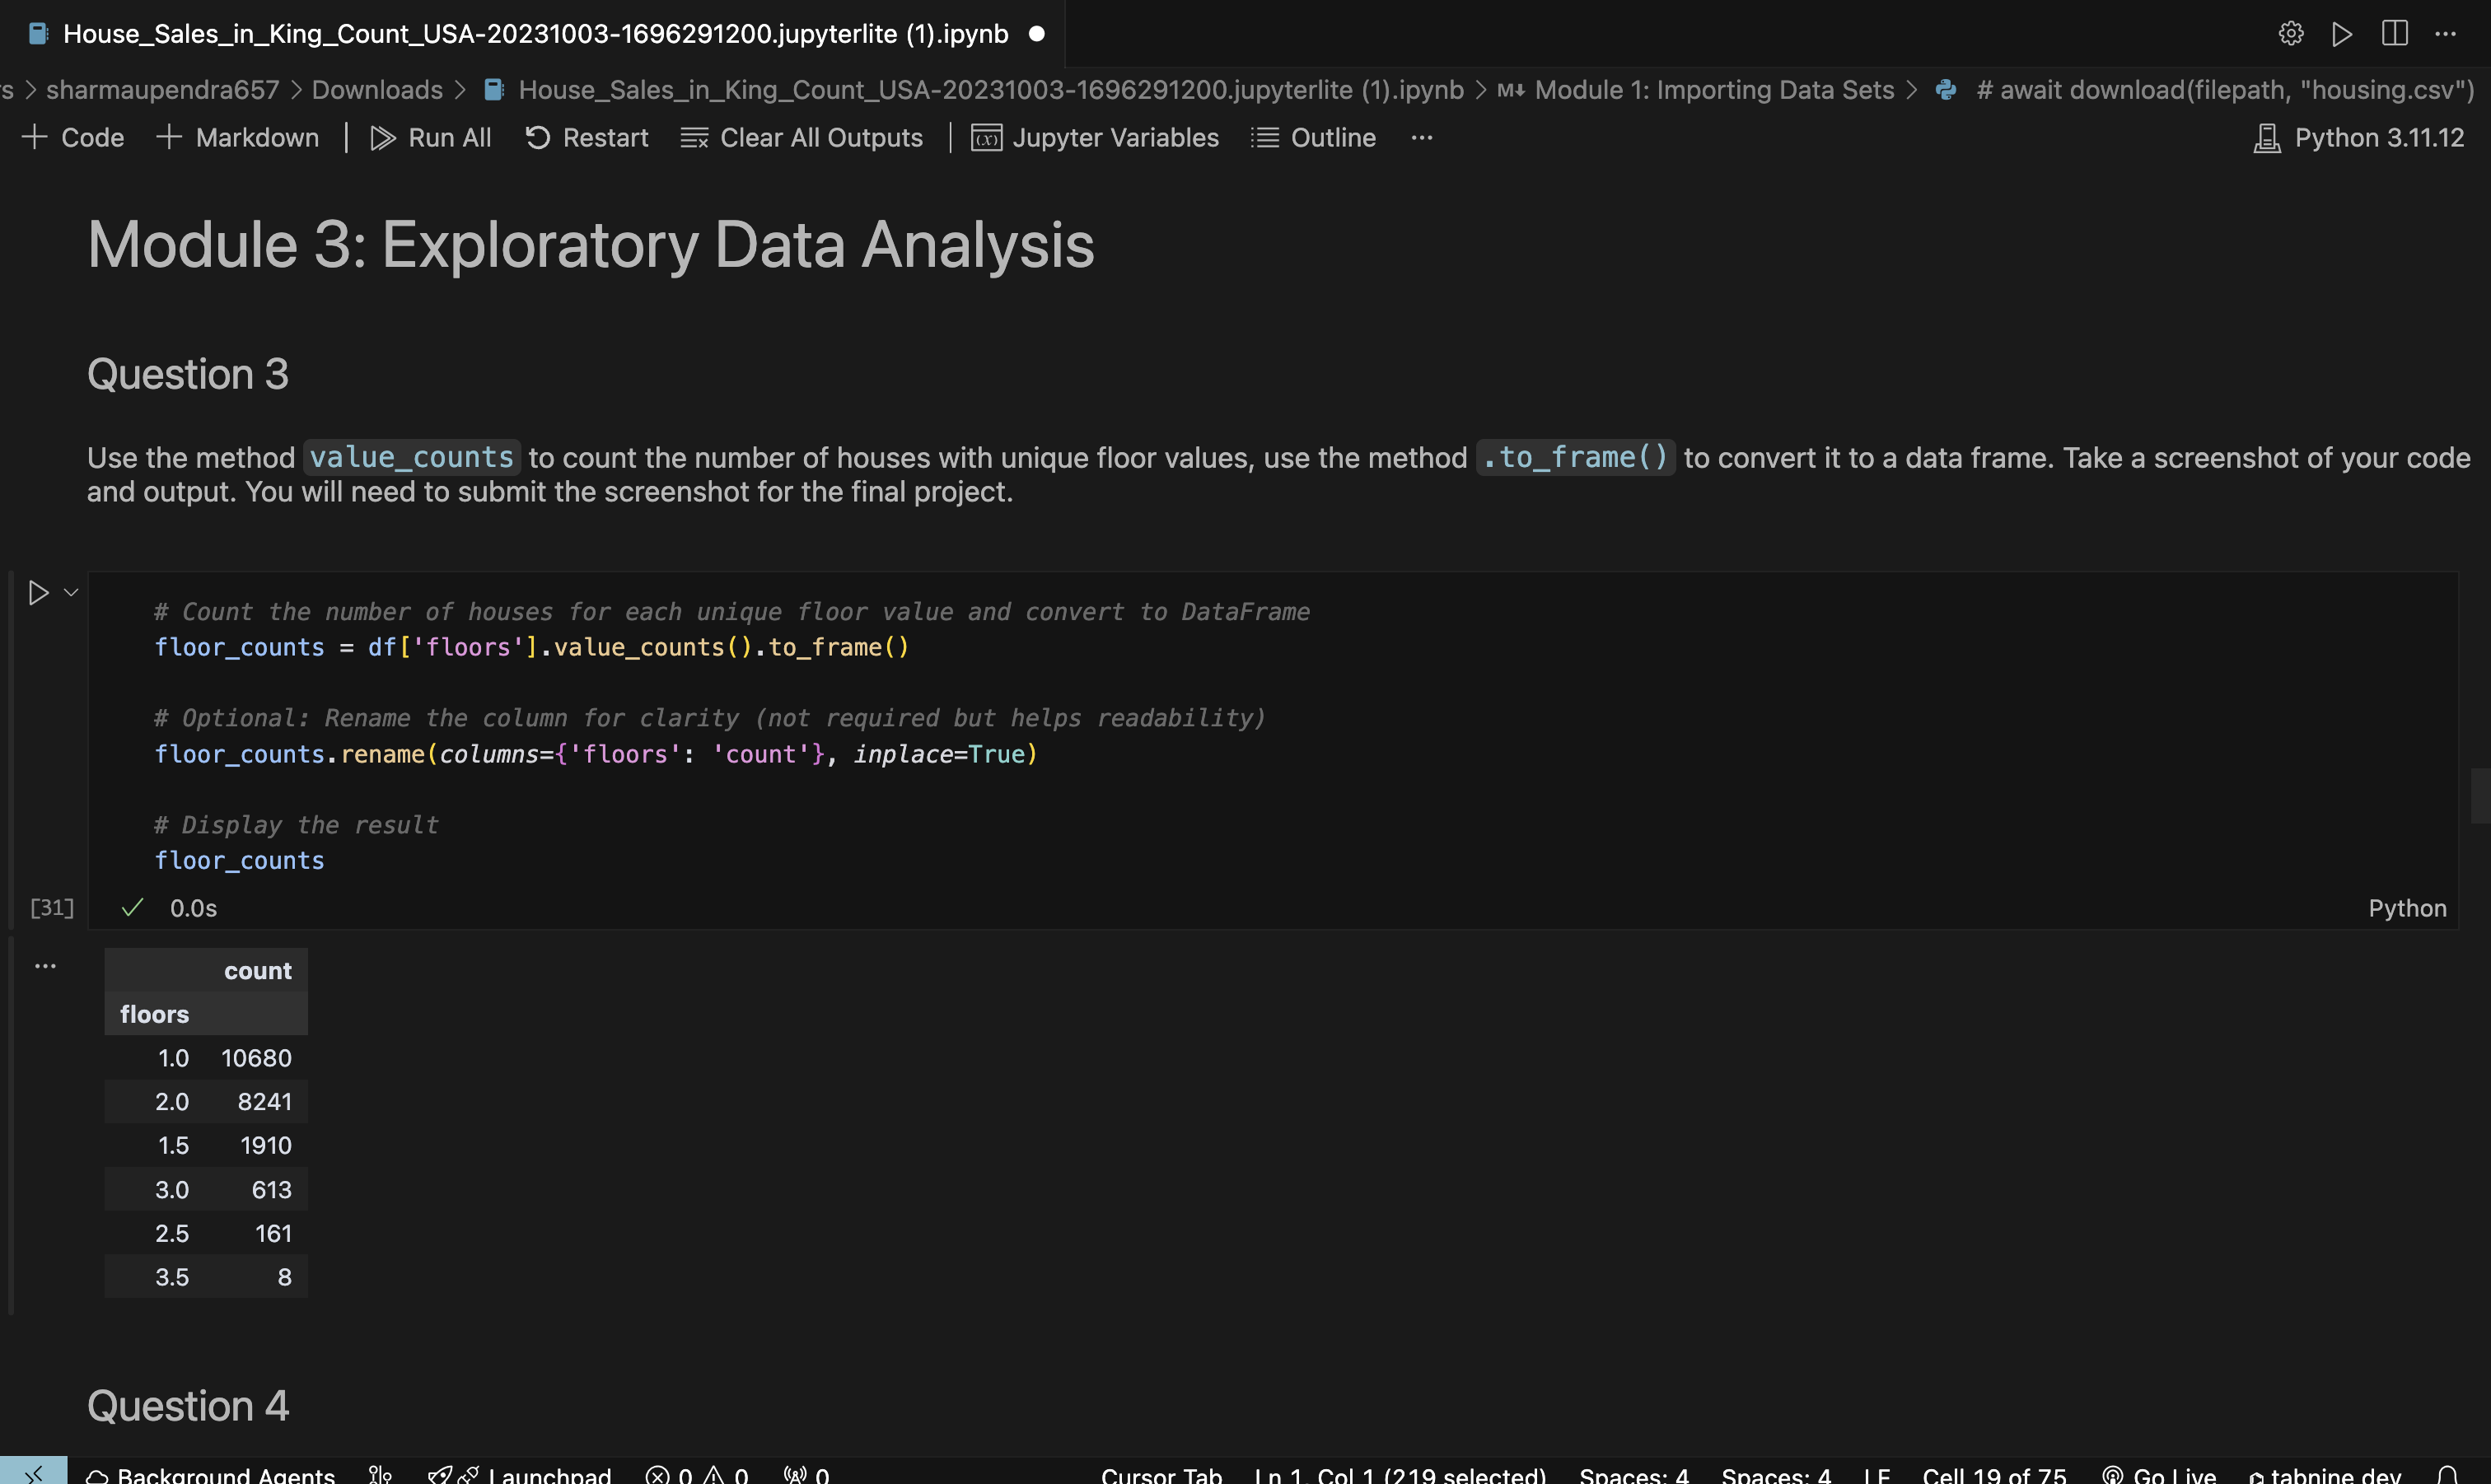 House_Sales_in_King_Count_USA-20231003-1696291200.jupyterlite (1).ipynb
s > sharmaupendra657 > Downloads > House_Sales_in_King_Count_USA-20231003-1696291200.jupyterlite (1).ipynb > M↓ Module 1: Importing Data Sets > # await download(filepath, "housing.csv")
+ Code + Markdown | Run All Restart Clear All Outputs | Jupyter Variables Outline ... Python 3.11.12
Module 3: Exploratory Data Analysis
Question 3
Use the method value_counts to count the number of houses with unique floor values, use the method .to_frame() to convert it to a data frame. Take a screenshot of your code
and output. You will need to submit the screenshot for the final project.
# Count the number of houses for each unique floor value and convert to DataFrame
floor_counts = df['floors'].value_counts().to_frame()
# Optional: Rename the column for clarity (not required but helps readability)
floor_counts.rename(columns={'floors': 'count'}, inplace=True)
# Display the result
floor_counts
[31] ✓ 0.0s Python
... count
floors
1.0 10680
2.0 8241
1.5 1910
3.0 613
2.5 161
3.5 8
Question 4
Background Agents Launchpad 0 0 0 Cursor Tab Ln 1, Col 1 (219 selected) Spaces: 4 Spaces: 4 LF Cell 19 of 75 Go Live tabnine dev